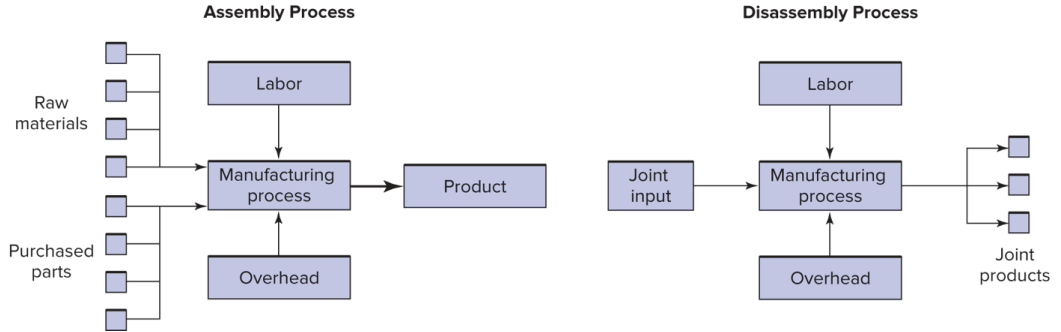 Assembly Process
Raw
materials
Purchased
parts
Labor
Manufacturing
process
Overhead
Product
Disassembly Process
Joint
input
Labor
Manufacturing
process
Overhead
Joint
products